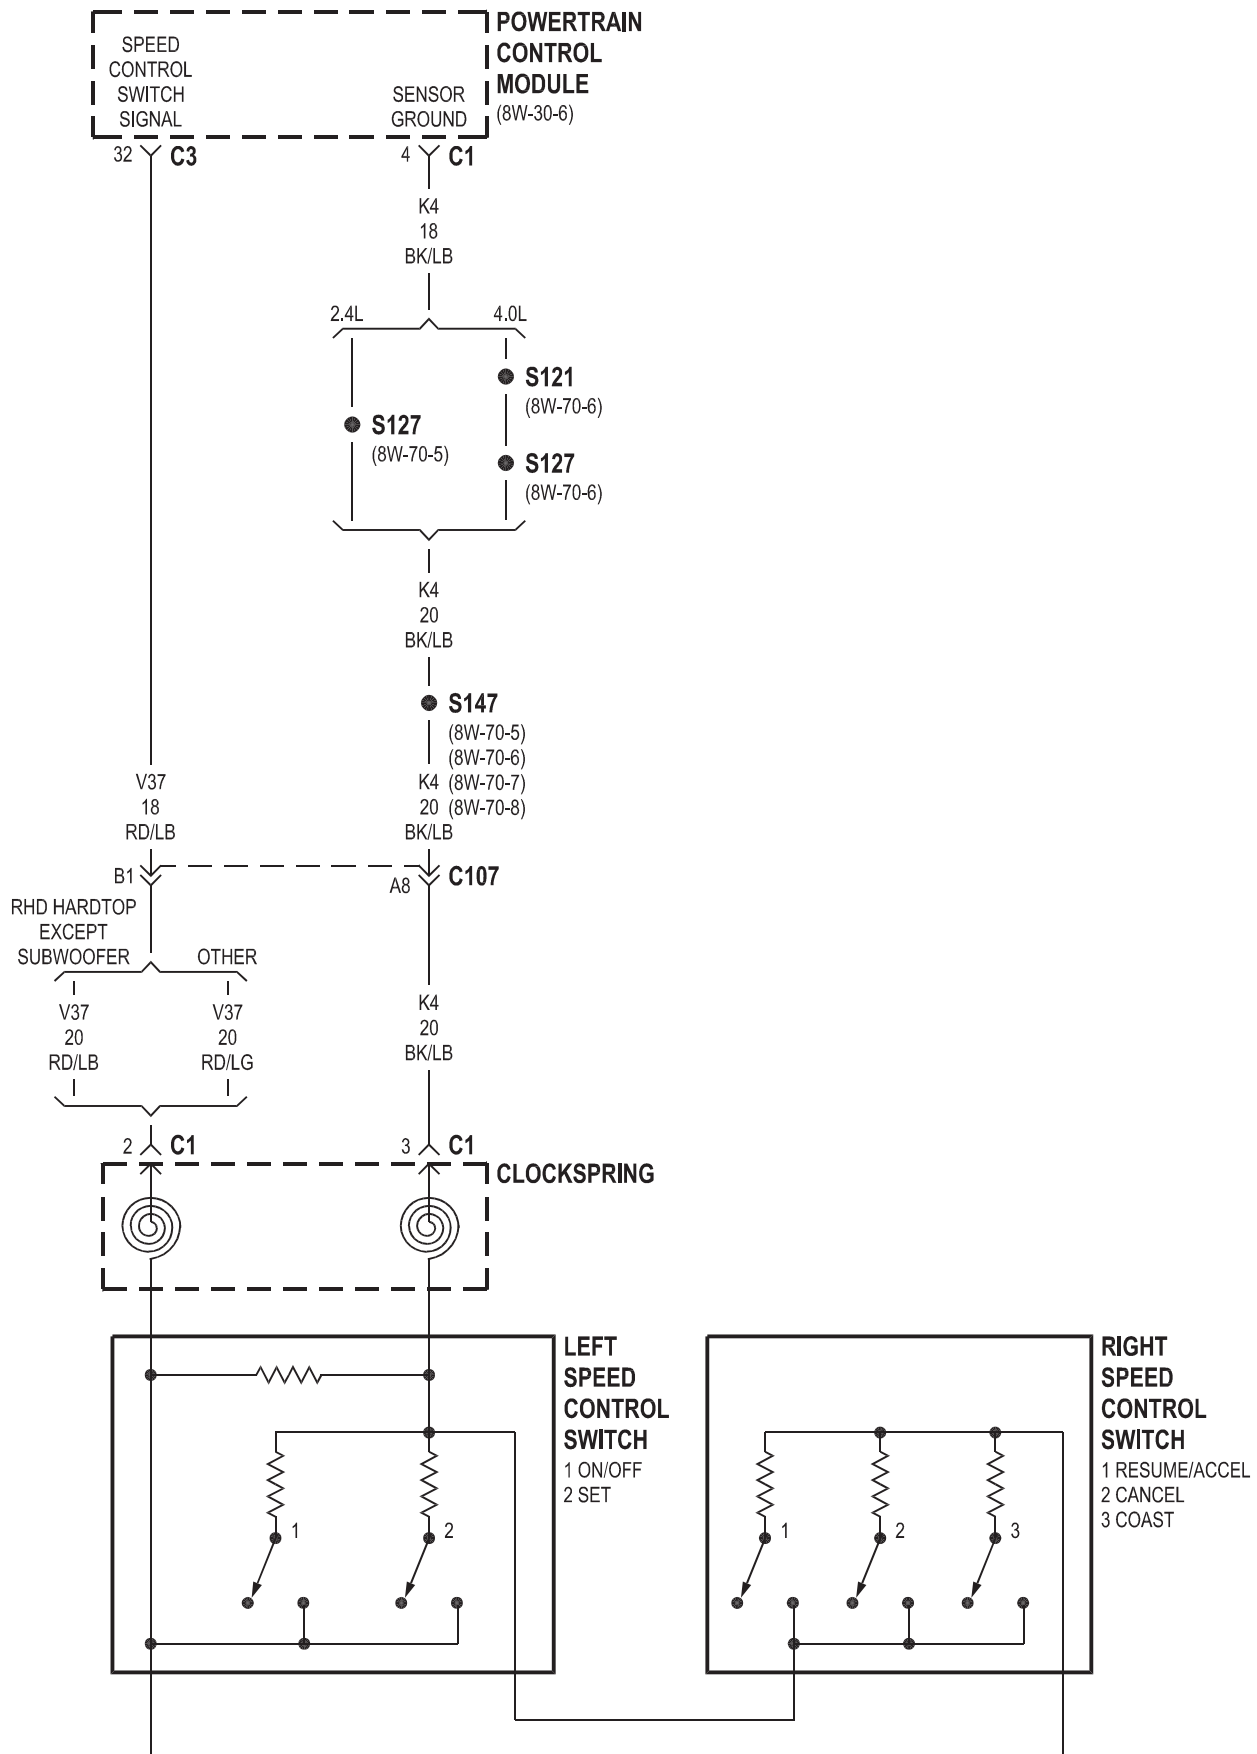 POWERTRAIN
CONTROL
MODULE
(8W-30-6)
SPEED
CONTROL
SWITCH
SIGNAL
SENSOR
GROUND
32 C3
4 C1
K4
18
BK/LB
2.4L
4.0L
S121
(8W-70-6)
S127
(8W-70-5)
S127
(8W-70-6)
K4
20
BK/LB
S147
(8W-70-5)
(8W-70-6)
(8W-70-7)
(8W-70-8)
V37
18
RD/LB
K4
20
BK/LB
B1
A8
C107
RHD HARDTOP
EXCEPT
SUBWOOFER
OTHER
V37
20
RD/LB
V37
20
RD/LG
K4
20
BK/LB
2 C1
3 C1
CLOCKSPRING
LEFT
SPEED
CONTROL
SWITCH
1 ON/OFF
2 SET
1
2
RIGHT
SPEED
CONTROL
SWITCH
1 RESUME/ACCEL
2 CANCEL
3 COAST
1
2
3